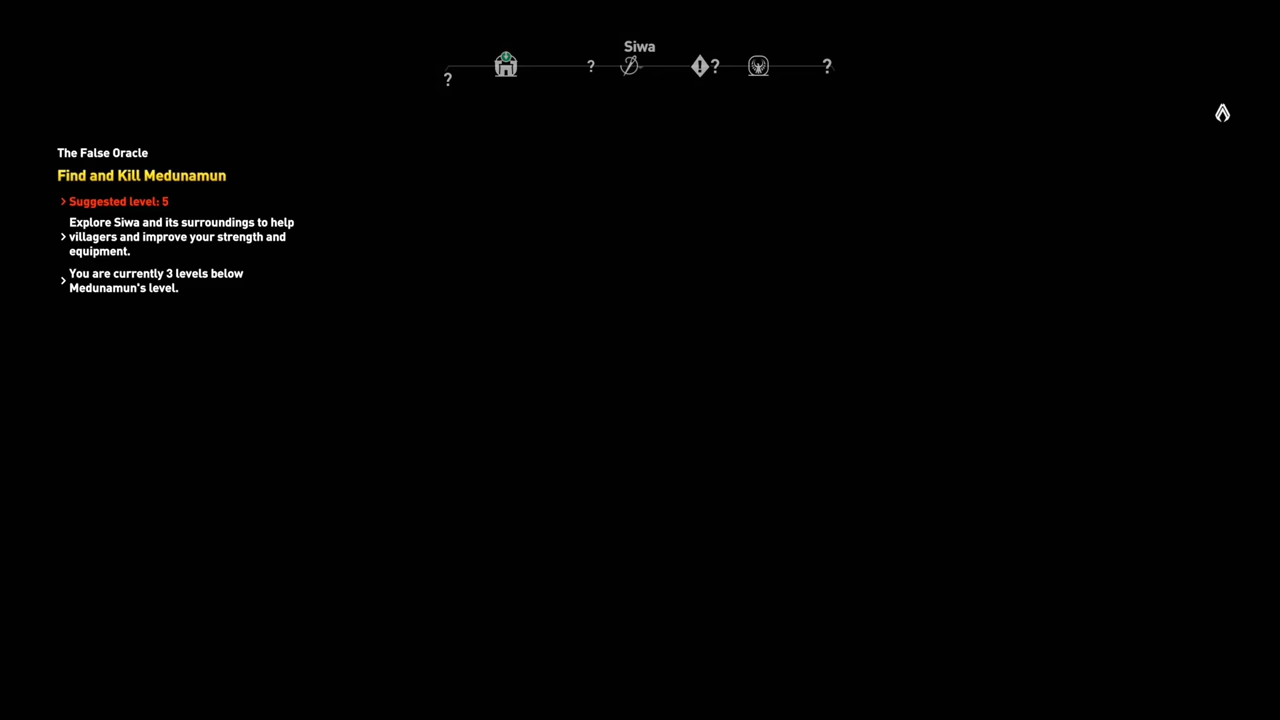 Siwa
? ? ! ? ?
The False Oracle
Find and Kill Medunamun
> Suggested level: 5
Explore Siwa and its surroundings to help
> villagers and improve your strength and
equipment.
You are currently 3 levels below
> Medunamun's level.